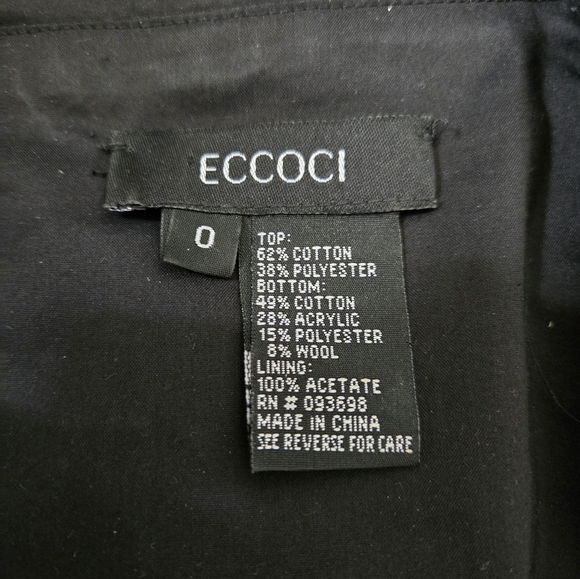 ECCOCI
0
TOP:
62% COTTON
38% POLYESTER
BOTTOM:
49% COTTON
28% ACRYLIC
15% POLYESTER
8% WOOL
LINING:
100% ACETATE
RN # 093698
MADE IN CHINA
SEE REVERSE FOR CARE